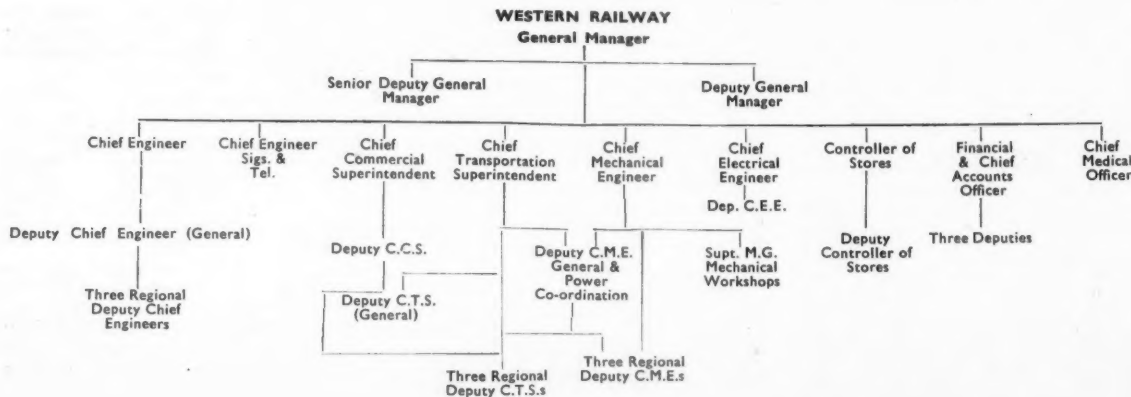 WESTERN RAILWAY
General Manager
Senior Deputy General
Manager
Deputy General
Manager
Chief Engineer
Chief Engineer
Sigs. &
Tel.
Chief
Commercial
Superintendent
Chief
Transportation
Superintendent
Chief
Mechanical
Engineer
Chief
Electrical
Engineer
Controller of
Stores
Financial
& Chief
Accounts
Officer
Chief
Medical
Officer
Dep. C.E.E.
Deputy Chief Engineer (General)
Deputy C.C.S.
Deputy C.M.E.
General &
Power
Co-ordination
Supt. M.G.
Mechanical
Workshops
Deputy
Controller of
Stores
Three Deputies
Three Regional
Deputy Chief
Engineers
Deputy C.T.S.
(General)
Three Regional
Deputy C.T.S.s
Three Regional
Deputy C.M.E.s